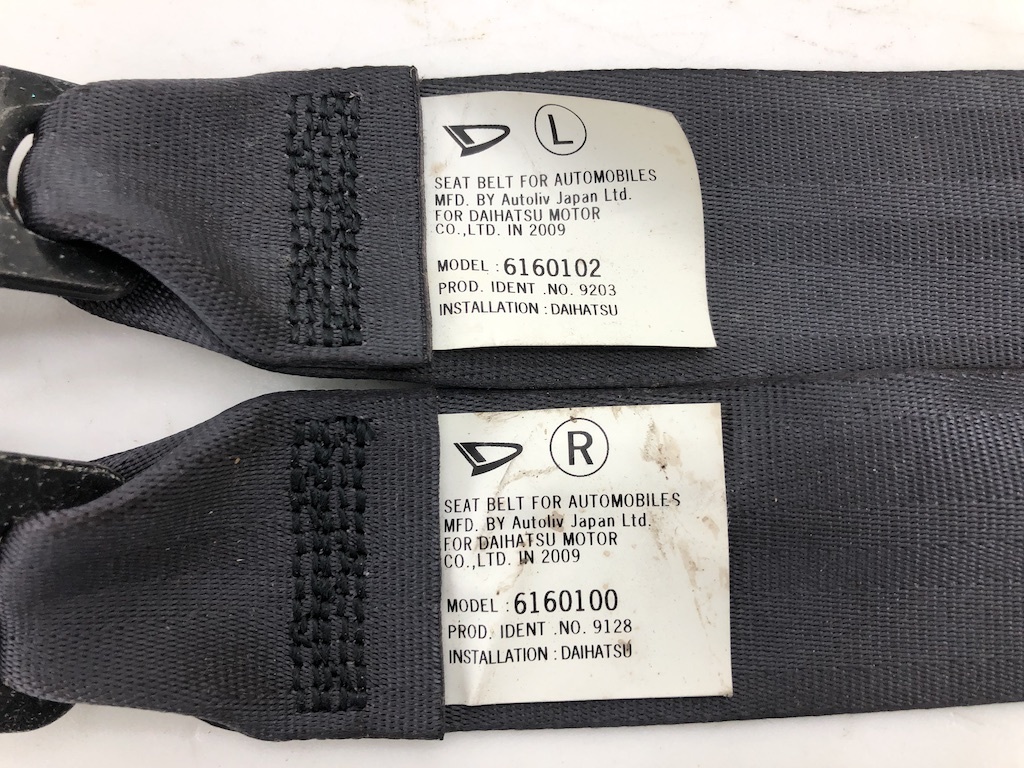 L
SEAT BELT FOR AUTOMOBILES
MFD. BY Autoliv Japan Ltd.
FOR DAIHATSU MOTOR
CO.,LTD. IN 2009
MODEL : 6160102
PROD. IDENT .NO. 9203
INSTALLATION : DAIHATSU
R
SEAT BELT FOR AUTOMOBILES
MFD. BY Autoliv Japan Ltd.
FOR DAIHATSU MOTOR
CO.,LTD. IN 2009
MODEL : 6160100
PROD. IDENT .NO. 9128
INSTALLATION : DAIHATSU